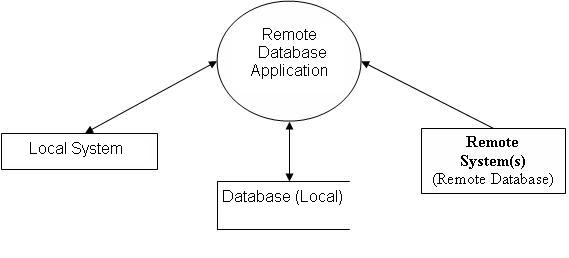 Remote
Database
Application
Local System
Database (Local)
Remote
System(s)
(Remote Database)